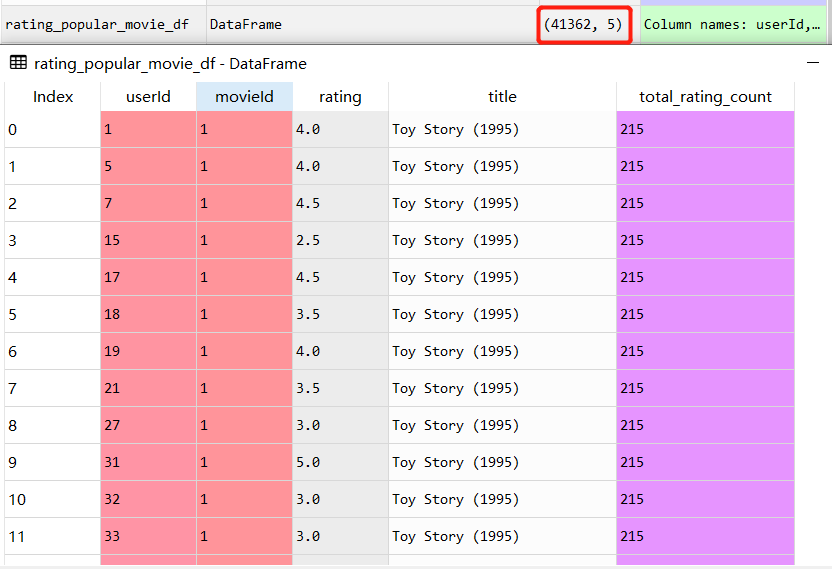 rating_popular_movie_df DataFrame (41362, 5) Column names: userId,…
rating_popular_movie_df - DataFrame
Index userId movieId rating title total_rating_count
0 1 1 4.0 Toy Story (1995) 215
1 5 1 4.0 Toy Story (1995) 215
2 7 1 4.5 Toy Story (1995) 215
3 15 1 2.5 Toy Story (1995) 215
4 17 1 4.5 Toy Story (1995) 215
5 18 1 3.5 Toy Story (1995) 215
6 19 1 4.0 Toy Story (1995) 215
7 21 1 3.5 Toy Story (1995) 215
8 27 1 3.0 Toy Story (1995) 215
9 31 1 5.0 Toy Story (1995) 215
10 32 1 3.0 Toy Story (1995) 215
11 33 1 3.0 Toy Story (1995) 215